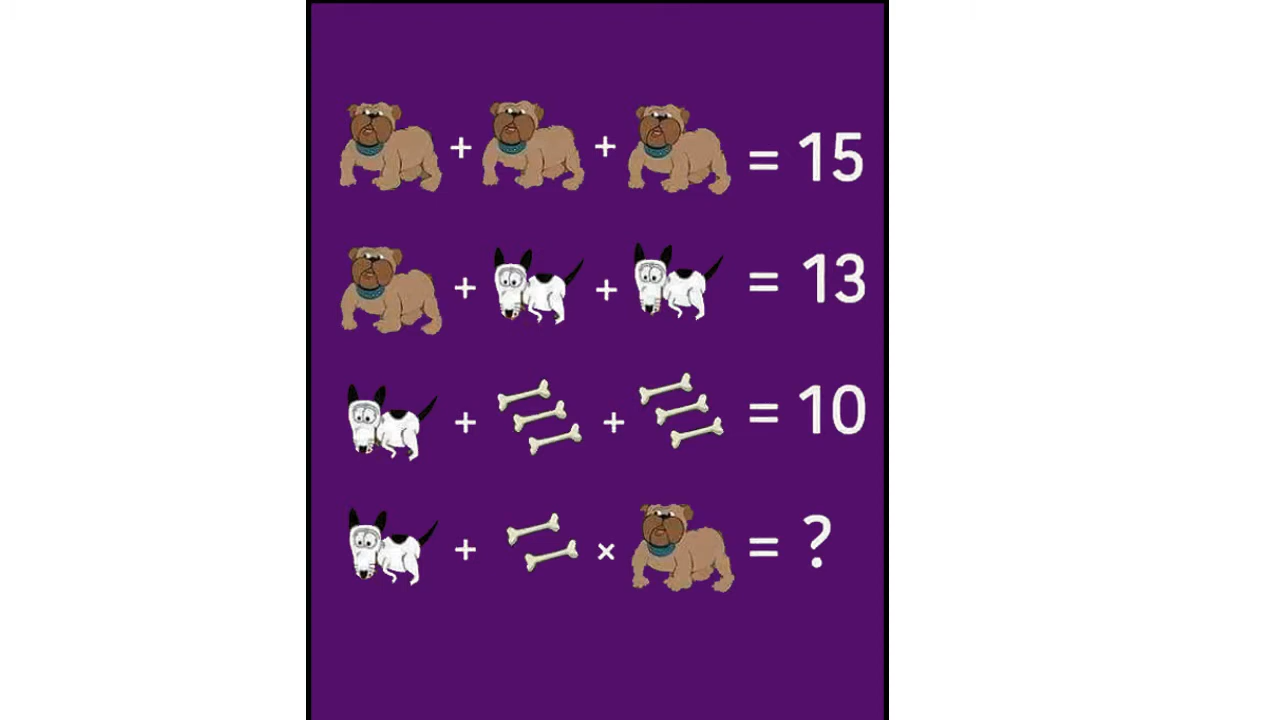 + + = 15
+ + = 13
+ + = 10
+ × = ?